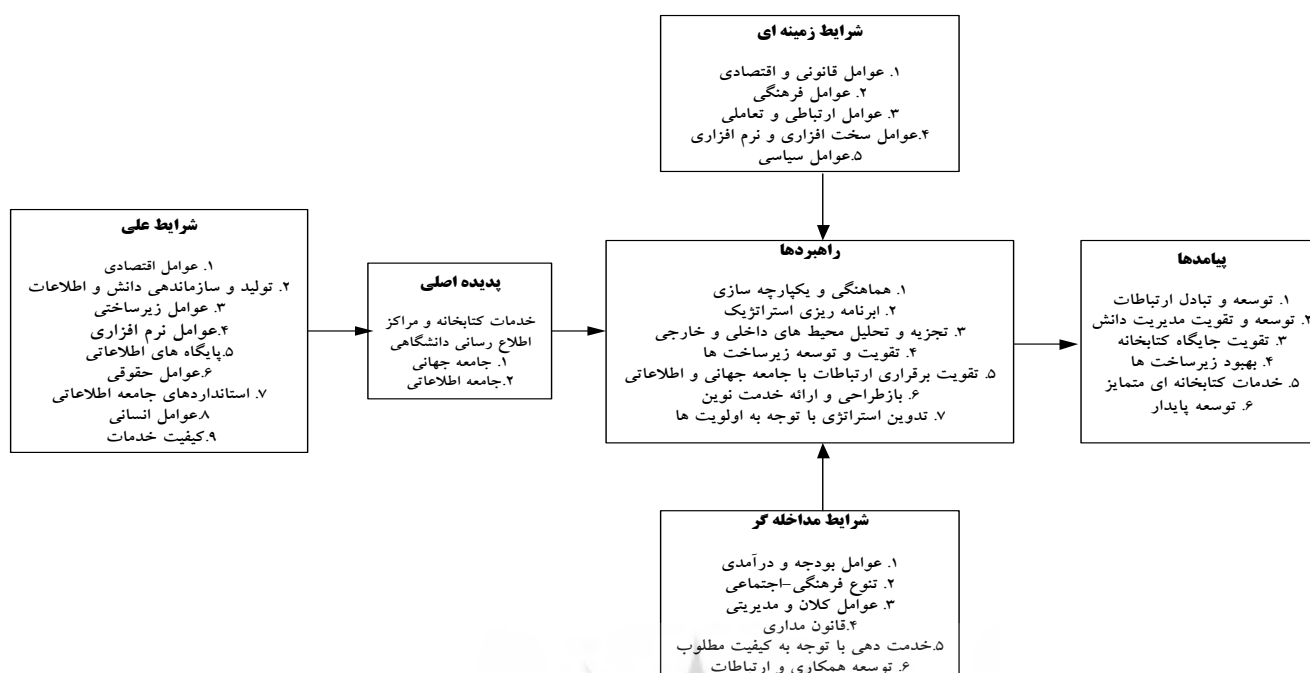 شرایط زمینه ای
۱. عوامل قانونی و اقتصادی
۲. عوامل فرهنگی
۳. عوامل ارتباطی و تعاملی
۴.عوامل سخت افزاری و نرم افزاری
۵.عوامل سیاسی
شرایط علی
۱. عوامل اقتصادی
۲. تولید و سازماندهی دانش و اطلاعات
۳. عوامل زیرساختی
۴.عوامل نرم افزاری
۵.پایگاه های اطلاعاتی
۶.عوامل حقوقی
۷. استانداردهای جامعه اطلاعاتی
۸.عوامل انسانی
۹.کیفیت خدمات
پدیده اصلی
خدمات کتابخانه و مراکز
اطلاع رسانی دانشگاهی
۱. جامعه جهانی
۲.جامعه اطلاعاتی
راهبردها
۱. هماهنگی و یکپارچه سازی
۲. ابرنامه ریزی استراتژیک
۳. تجزیه و تحلیل محیط های داخلی و خارجی
۴. تقویت و توسعه زیرساخت ها
۵. تقویت برقراری ارتباطات با جامعه جهانی و اطلاعاتی
۶. بازطراحی و ارائه خدمت نوین
۷. تدوین استراتژی با توجه به اولویت ها
پیامدها
۱. توسعه و تبادل ارتباطات
۲. توسعه و تقویت مدیریت دانش
۳. تقویت جایگاه کتابخانه
۴. بهبود زیرساخت ها
۵. خدمات کتابخانه ای متمایز
۶. توسعه پایدار
شرایط مداخله گر
۱. عوامل بودجه و درآمدی
۲. تنوع فرهنگی-اجتماعی
۳. عوامل کلان و مدیریتی
۴.قانون مداری
۵.خدمت دهی با توجه به کیفیت مطلوب
۶. توسعه همکاری و ارتباطات